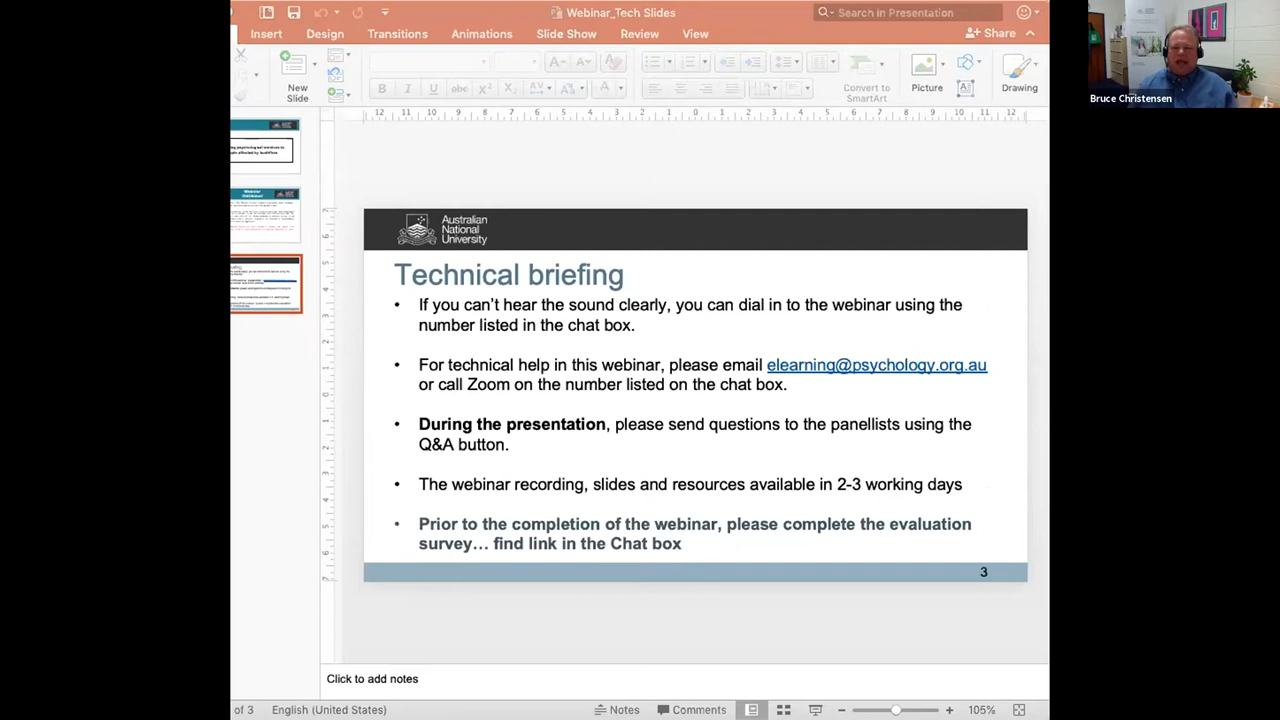 Webinar_Tech Slides
Search in Presentation
Insert
Design
Transitions
Animations
Slide Show
Review
View
Share
New
Slide
Convert to
SmartArt
Picture
Drawing
Bruce Christensen
Australian
National
University
Technical briefing
• If you can't hear the sound clearly, you can dial in to the webinar using the
number listed in the chat box.
• For technical help in this webinar, please email elearning@psychology.org.au
or call Zoom on the number listed on the chat box.
• During the presentation, please send questions to the panellists using the
Q&A button.
• The webinar recording, slides and resources available in 2-3 working days
• Prior to the completion of the webinar, please complete the evaluation
survey… find link in the Chat box
3
Click to add notes
of 3
English (United States)
Notes
Comments
105%